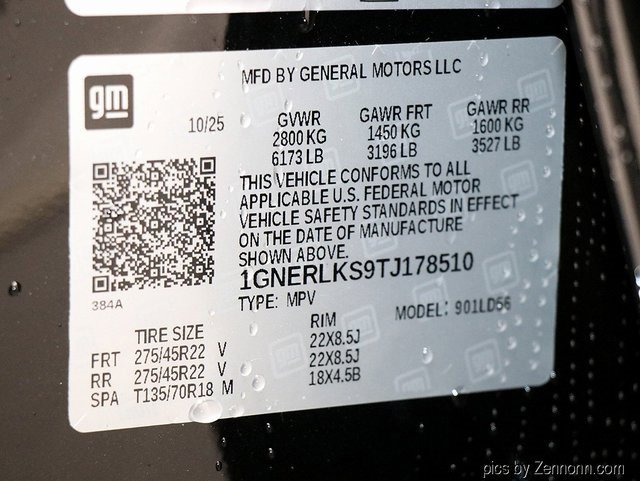 MFD BY GENERAL MOTORS LLC
gm
10/25
GVWR GAWR FRT GAWR RR
2800 KG 1450 KG 1600 KG
6173 LB 3196 LB 3527 LB
THIS VEHICLE CONFORMS TO ALL
APPLICABLE U.S. FEDERAL MOTOR
VEHICLE SAFETY STANDARDS IN EFFECT
ON THE DATE OF MANUFACTURE
SHOWN ABOVE.
1GNERLKS9TJ178510
384A
TYPE: MPV MODEL: 901LD56
TIRE SIZE RIM
FRT 275/45R22 V 22X8.5J
RR 275/45R22 V 22X8.5J
SPA T135/70R18 M 18X4.5B
pics by Zennonn.com